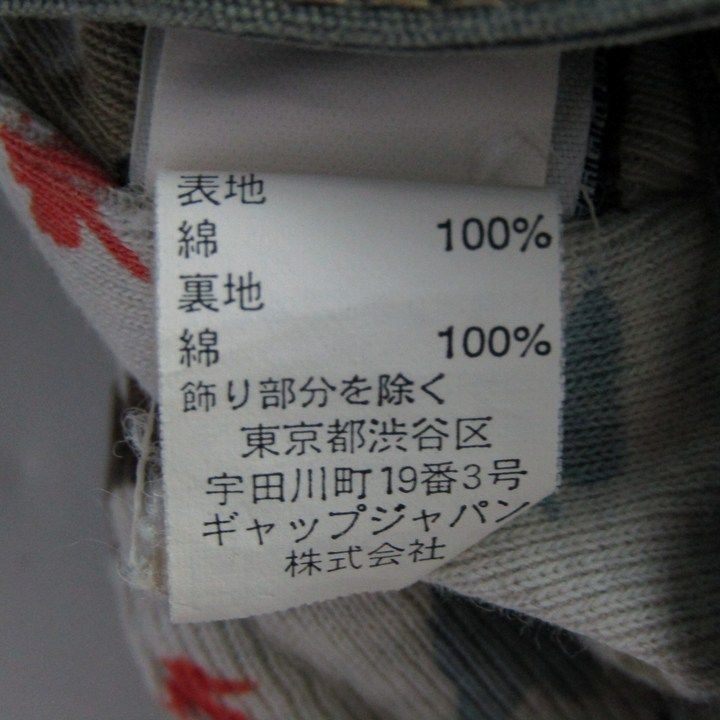 表地
綿 100%
裏地
綿 100%
飾り部分を除く
東京都渋谷区
宇田川町19番3号
ギャップジャパン
株式会社